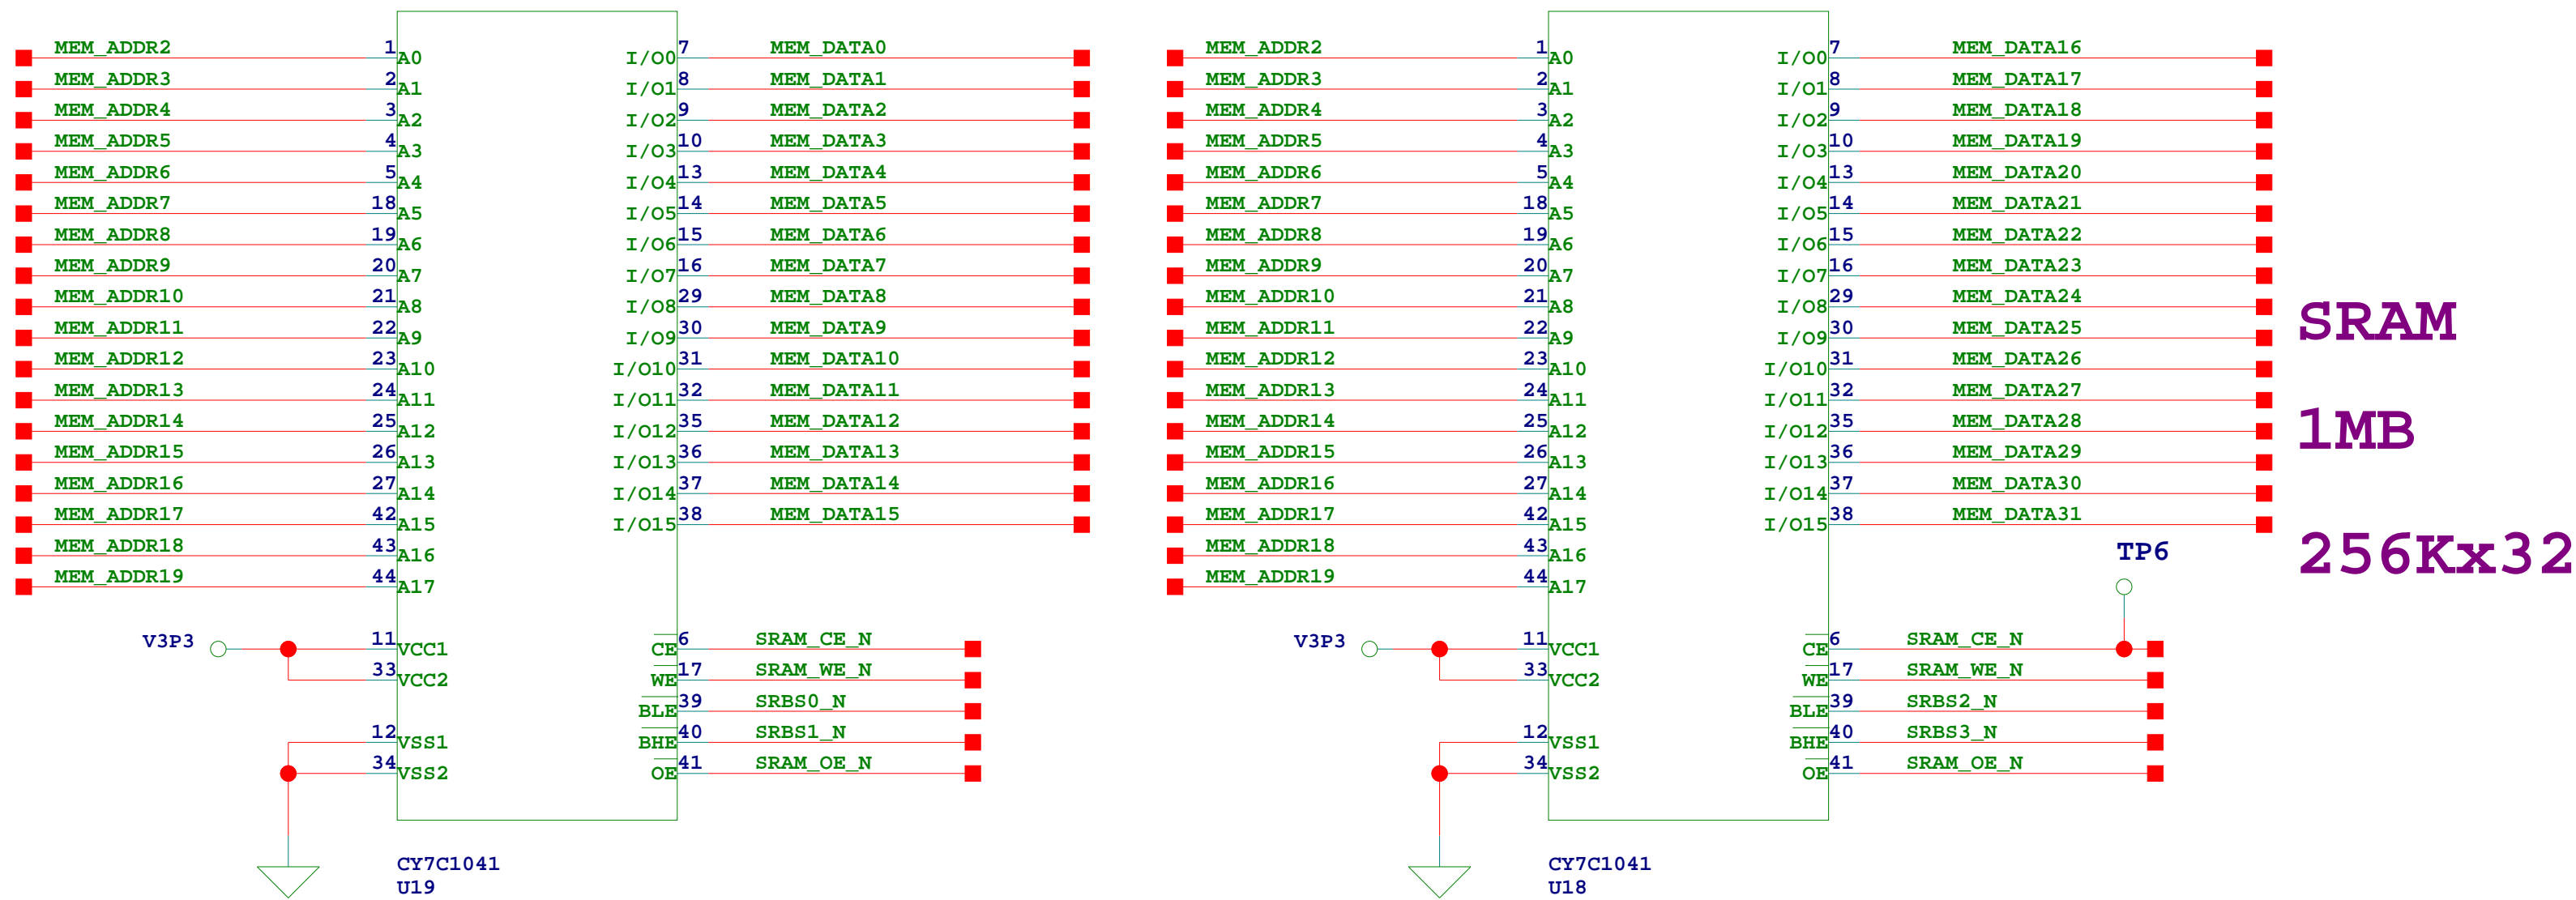 MEM_ADDR2 1 A0 I/O0 7 MEM_DATA0
MEM_ADDR3 2 A1 I/O1 8 MEM_DATA1
MEM_ADDR4 3 A2 I/O2 9 MEM_DATA2
MEM_ADDR5 4 A3 I/O3 10 MEM_DATA3
MEM_ADDR6 5 A4 I/O4 13 MEM_DATA4
MEM_ADDR7 18 A5 I/O5 14 MEM_DATA5
MEM_ADDR8 19 A6 I/O6 15 MEM_DATA6
MEM_ADDR9 20 A7 I/O7 16 MEM_DATA7
MEM_ADDR10 21 A8 I/O8 29 MEM_DATA8
MEM_ADDR11 22 A9 I/O9 30 MEM_DATA9
MEM_ADDR12 23 A10 I/O10 31 MEM_DATA10
MEM_ADDR13 24 A11 I/O11 32 MEM_DATA11
MEM_ADDR14 25 A12 I/O12 35 MEM_DATA12
MEM_ADDR15 26 A13 I/O13 36 MEM_DATA13
MEM_ADDR16 27 A14 I/O14 37 MEM_DATA14
MEM_ADDR17 42 A15 I/O15 38 MEM_DATA15
MEM_ADDR18 43 A16
MEM_ADDR19 44 A17
V3P3 11 VCC1 CE 6 SRAM_CE_N
33 VCC2 WE 17 SRAM_WE_N
BLE 39 SRBS0_N
12 VSS1 BHE 40 SRBS1_N
34 VSS2 OE 41 SRAM_OE_N
CY7C1041
U19
MEM_ADDR2 1 A0 I/O0 7 MEM_DATA16
MEM_ADDR3 2 A1 I/O1 8 MEM_DATA17
MEM_ADDR4 3 A2 I/O2 9 MEM_DATA18
MEM_ADDR5 4 A3 I/O3 10 MEM_DATA19
MEM_ADDR6 5 A4 I/O4 13 MEM_DATA20
MEM_ADDR7 18 A5 I/O5 14 MEM_DATA21
MEM_ADDR8 19 A6 I/O6 15 MEM_DATA22
MEM_ADDR9 20 A7 I/O7 16 MEM_DATA23
MEM_ADDR10 21 A8 I/O8 29 MEM_DATA24
MEM_ADDR11 22 A9 I/O9 30 MEM_DATA25
MEM_ADDR12 23 A10 I/O10 31 MEM_DATA26
MEM_ADDR13 24 A11 I/O11 32 MEM_DATA27
MEM_ADDR14 25 A12 I/O12 35 MEM_DATA28
MEM_ADDR15 26 A13 I/O13 36 MEM_DATA29
MEM_ADDR16 27 A14 I/O14 37 MEM_DATA30
MEM_ADDR17 42 A15 I/O15 38 MEM_DATA31
MEM_ADDR18 43 A16
MEM_ADDR19 44 A17
TP6
V3P3 11 VCC1 CE 6 SRAM_CE_N
33 VCC2 WE 17 SRAM_WE_N
BLE 39 SRBS2_N
12 VSS1 BHE 40 SRBS3_N
34 VSS2 OE 41 SRAM_OE_N
CY7C1041
U18
SRAM
1MB
256Kx32